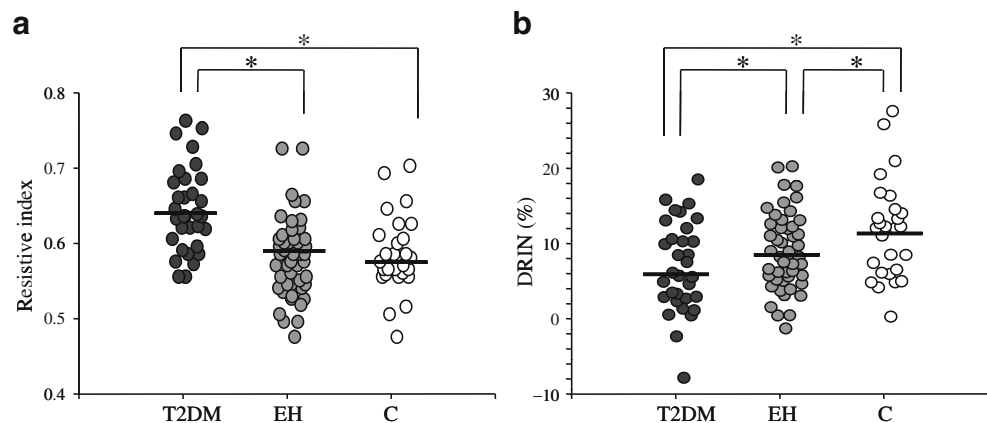 a
*
*
0.8
0.7
0.6
0.5
0.4
Resistive index
T2DM EH C
b
*
* *
30
20
10
0
–10
DRIN (%)
T2DM EH C